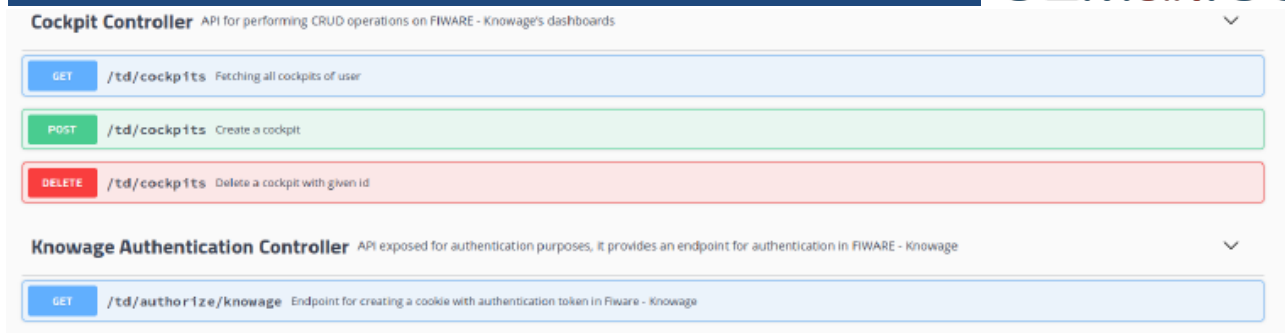 Cockpit Controller API for performing CRUD operations on FIWARE - Knowage's dashboards
GET /td/cockpits Fetching all cockpits of user
POST /td/cockpits Create a cockpit
DELETE /td/cockpits Delete a cockpit with given id
Knowage Authentication Controller API exposed for authentication purposes, it provides an endpoint for authentication in FIWARE - Knowage
GET /td/authorize/knowage Endpoint for creating a cookie with authentication token in Fiware - Knowage